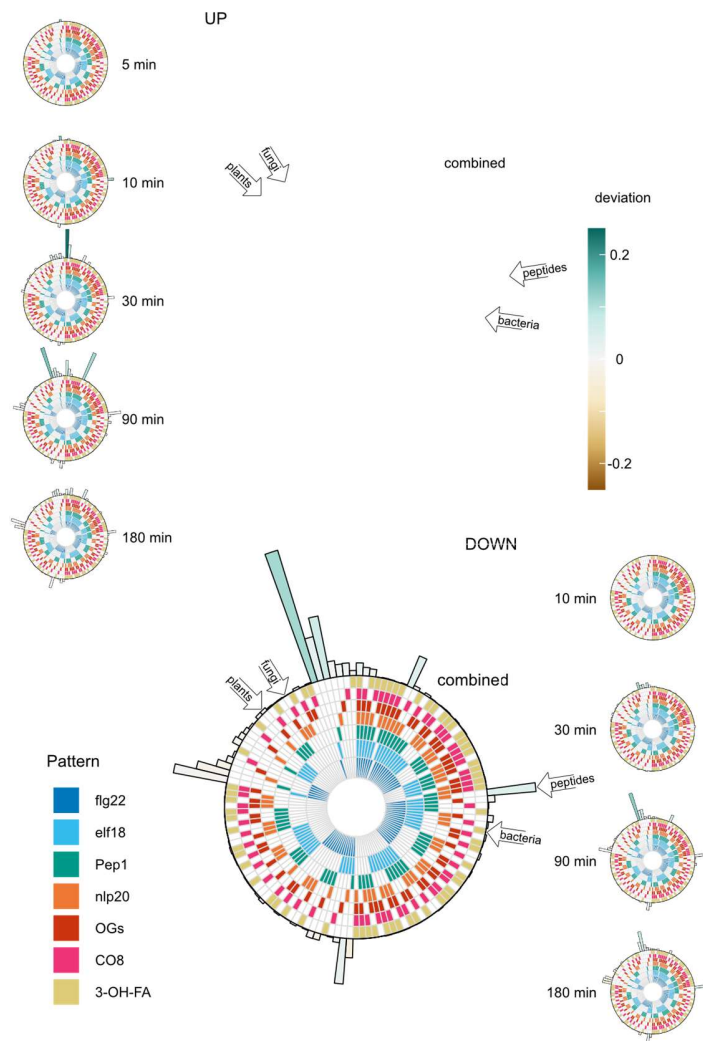 UP
5 min
10 min
fungi
plants
combined
deviation
0.2
30 min
peptides
bacteria
0
90 min
-0.2
180 min
DOWN
10 min
fungi
plants
combined
30 min
Pattern
peptides
flg22
elf18
bacteria
Pep1
90 min
nlp20
OGs
CO8
3-OH-FA
180 min